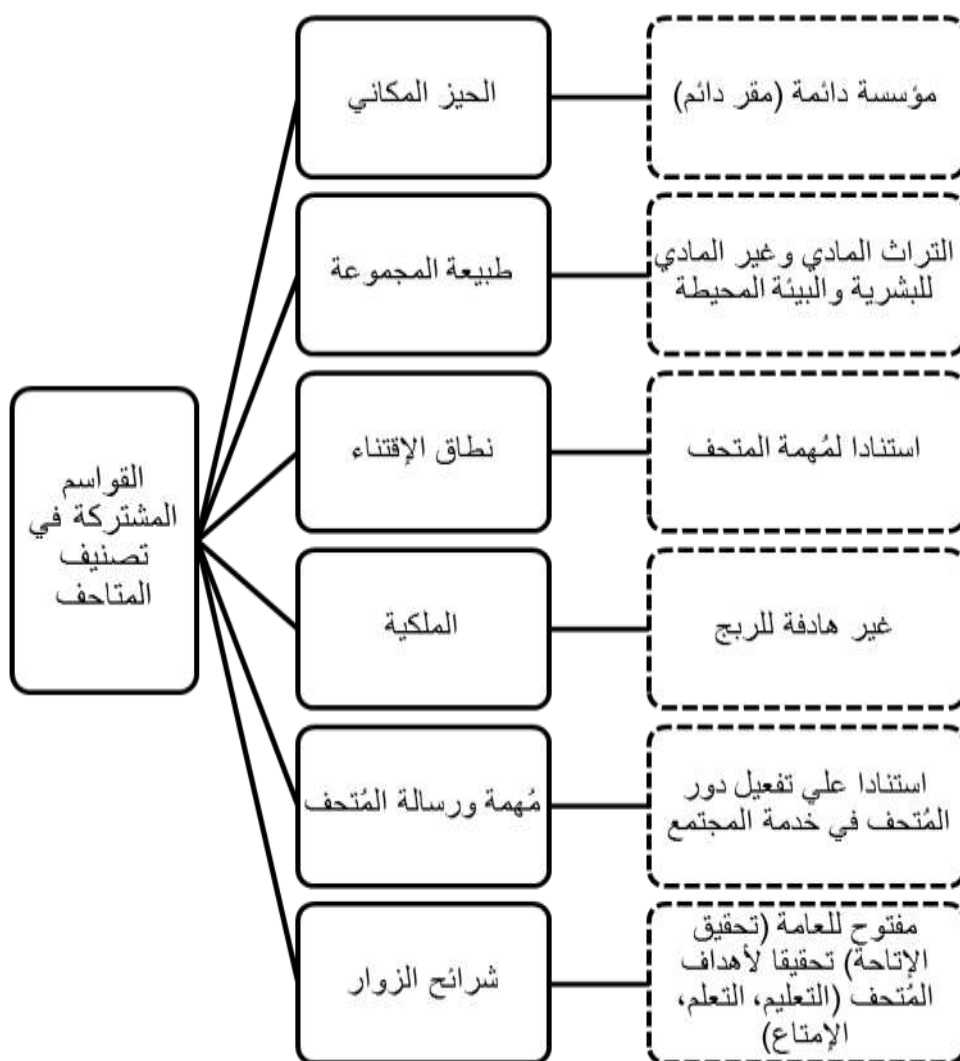 القواسم
المشتركة في
تصنيف
المتاحف
الحيز المكاني
مؤسسة دائمة (مقر دائم)
طبيعة المجموعة
التراث المادي وغير المادي
للبشرية والبيئة المحيطة
نطاق الإقتناء
استنادا لمُهمة المتحف
الملكية
غير هادفة للربج
مُهمة ورسالة المُتحف
استنادا علي تفعيل دور
المُتحف في خدمة المجتمع
شرائح الزوار
مفتوح للعامة (تحقيق
الإتاحة) تحقيقا لأهداف
المُتحف (التعليم، التعلم،
الإمتاع)